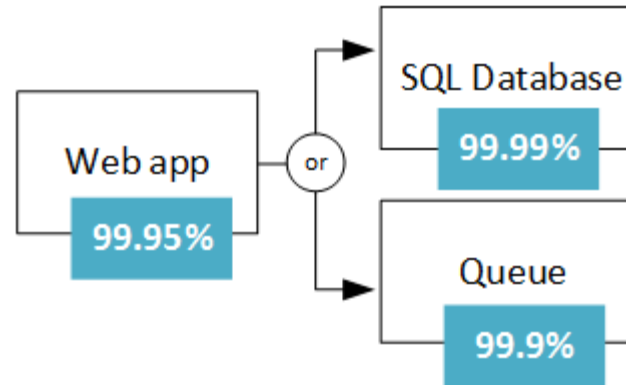 Web app
99.95%
or
SQL Database
99.99%
Queue
99.9%